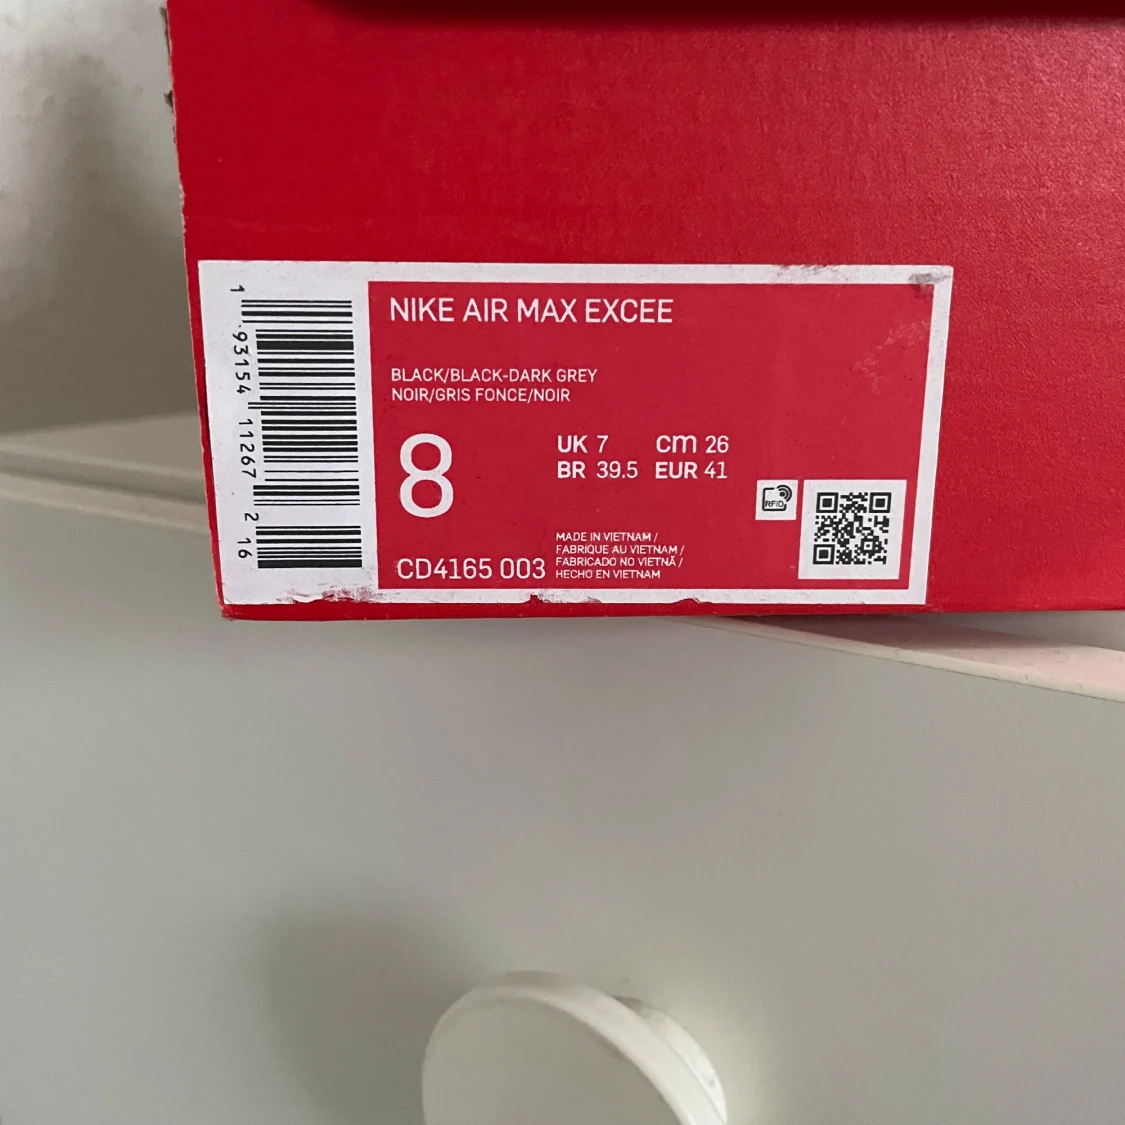 1 93154 11267 2 16
NIKE AIR MAX EXCEE
BLACK/BLACK-DARK GREY
NOIR/GRIS FONCE/NOIR
8
UK 7 cm 26
BR 39.5 EUR 41
RFID
CD4165 003
MADE IN VIETNAM /
FABRIQUE AU VIETNAM /
FABRICADO NO VIETNÃ /
HECHO EN VIETNAM